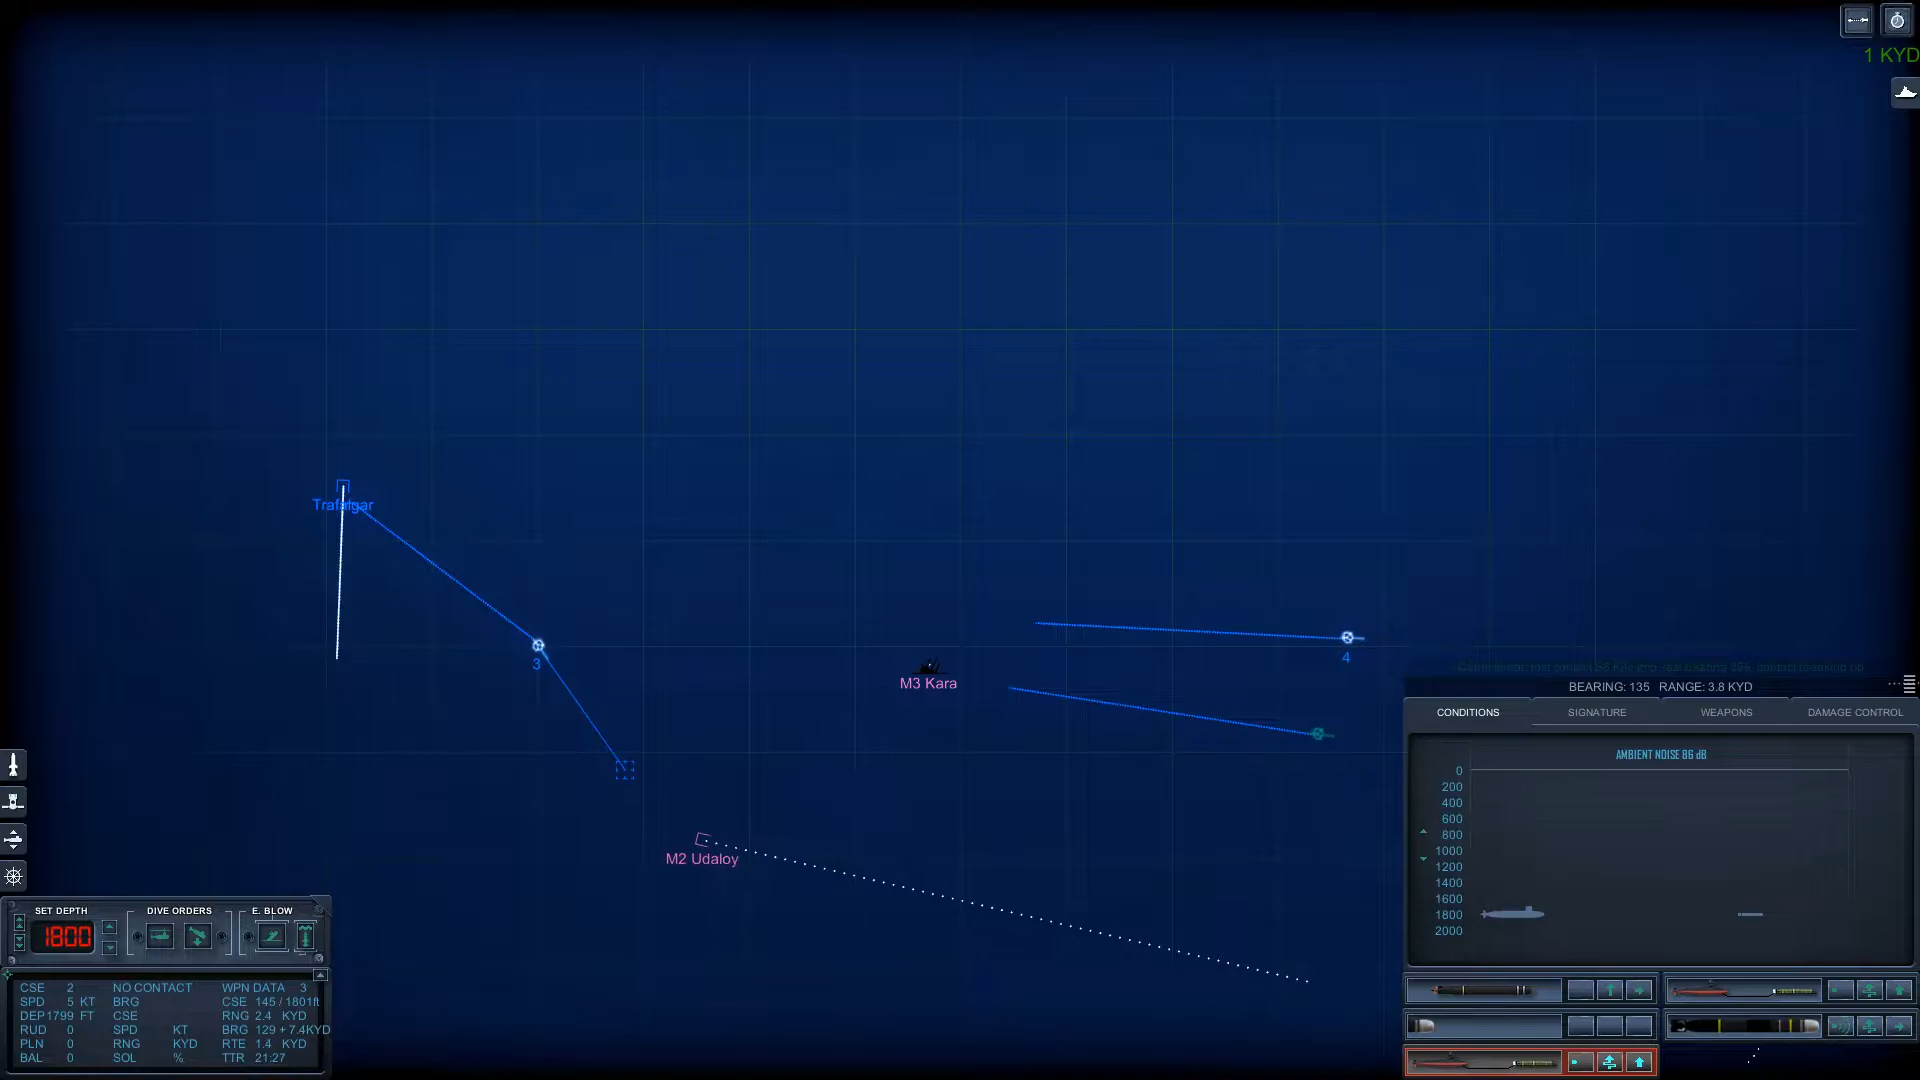 1 KYD
Trafalgar
3
4
M3 Kara
M2 Udaloy
BEARING: 135 RANGE: 3.8 KYD
CONDITIONS SIGNATURE WEAPONS DAMAGE CONTROL
AMBIENT NOISE 86 dB
0
200
400
600
800
1000
1200
1400
1600
1800
2000
SET DEPTH DIVE ORDERS E. BLOW
1800
CSE 2 NO CONTACT WPN DATA 3
SPD 5 KT BRG CSE 145 / 1801ft
DEP 1799 FT CSE RNG 2.4 KYD
RUD 0 SPD KT BRG 129 + 7.4KYD
PLN 0 RNG KYD RTE 1.4 KYD
BAL 0 SOL % TTR 21:27